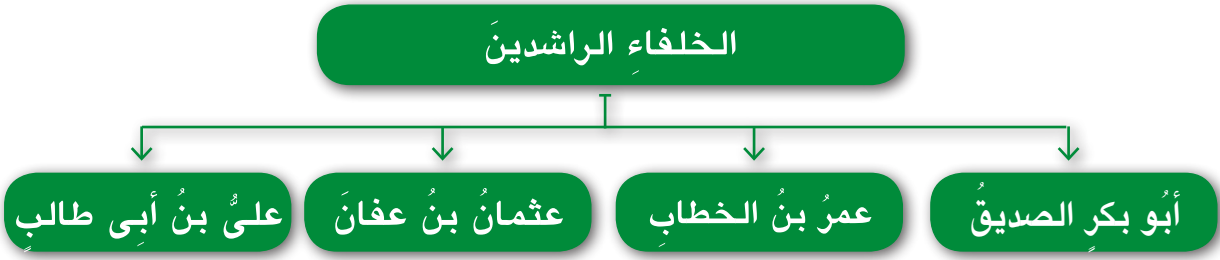 الخلفاءِ الراشدينَ
أبُو بكرٍ الصديقُ
عمرُ بنُ الخطابِ
عثمانُ بنُ عفانَ
علىُّ بنُ أبِى طالبٍ